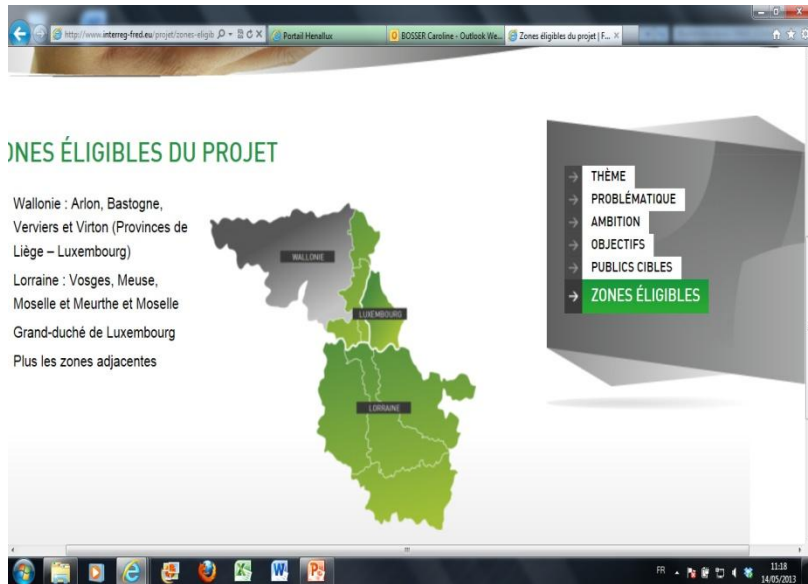 http://www.interreg-fred.eu/projet/zones-eligib
Portail Henallux
BOSSER Caroline - Outlook We...
Zones éligibles du projet | F...
ONES ÉLIGIBLES DU PROJET
Wallonie : Arlon, Bastogne,
Verviers et Virton (Provinces de
Liège – Luxembourg)
Lorraine : Vosges, Meuse,
Moselle et Meurthe et Moselle
Grand-duché de Luxembourg
Plus les zones adjacentes
WALLONIE
LUXEMBOURG
LORRAINE
THÈME
PROBLÉMATIQUE
AMBITION
OBJECTIFS
PUBLICS CIBLES
ZONES ÉLIGIBLES
FR
11:18
14/05/2013